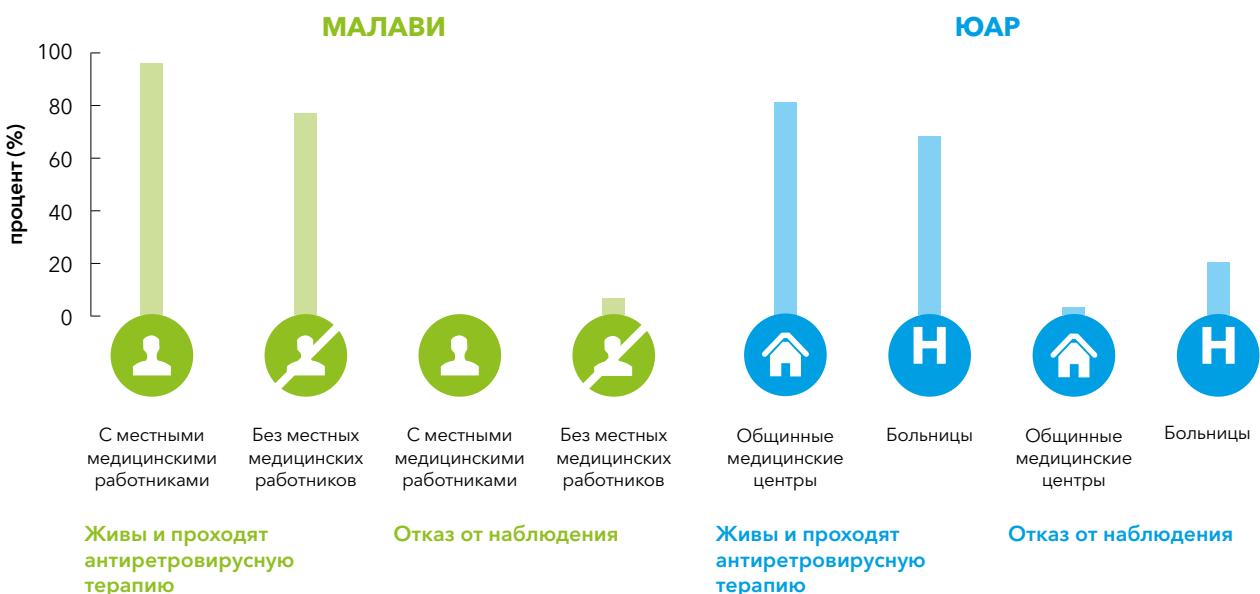 МАЛАВИ
ЮАР
процент (%)
100
80
60
40
20
0
С местными
медицинскими
работниками
Без местных
медицинских
работников
С местными
медицинскими
работниками
Без местных
медицинских
работников
Общинные
медицинские
центры
Больницы
Общинные
медицинские
центры
Больницы
Живы и проходят
антиретровирусную
терапию
Отказ от наблюдения
Живы и проходят
антиретровирусную
терапию
Отказ от наблюдения
H
H